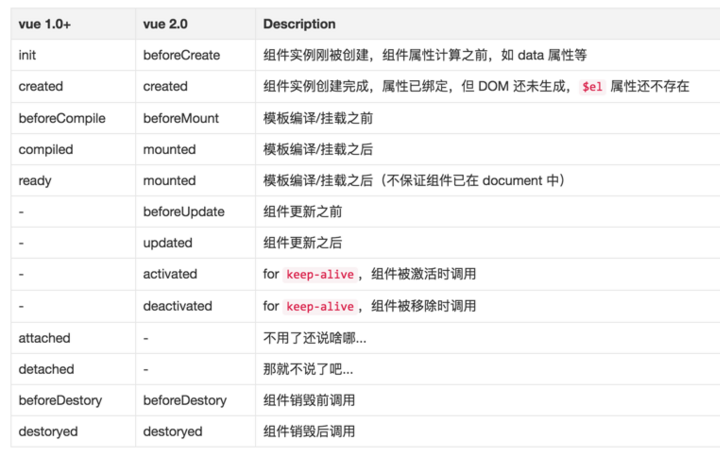 vue 1.0+ vue 2.0 Description
init beforeCreate 组件实例刚被创建，组件属性计算之前，如 data 属性等
created created 组件实例创建完成，属性已绑定，但 DOM 还未生成， $el 属性还不存在
beforeCompile beforeMount 模板编译/挂载之前
compiled mounted 模板编译/挂载之后
ready mounted 模板编译/挂载之后（不保证组件已在 document 中）
- beforeUpdate 组件更新之前
- updated 组件更新之后
- activated for keep-alive，组件被激活时调用
- deactivated for keep-alive，组件被移除时调用
attached - 不用了还说啥哪...
detached - 那就不说了吧...
beforeDestory beforeDestory 组件销毁前调用
destoryed destoryed 组件销毁后调用